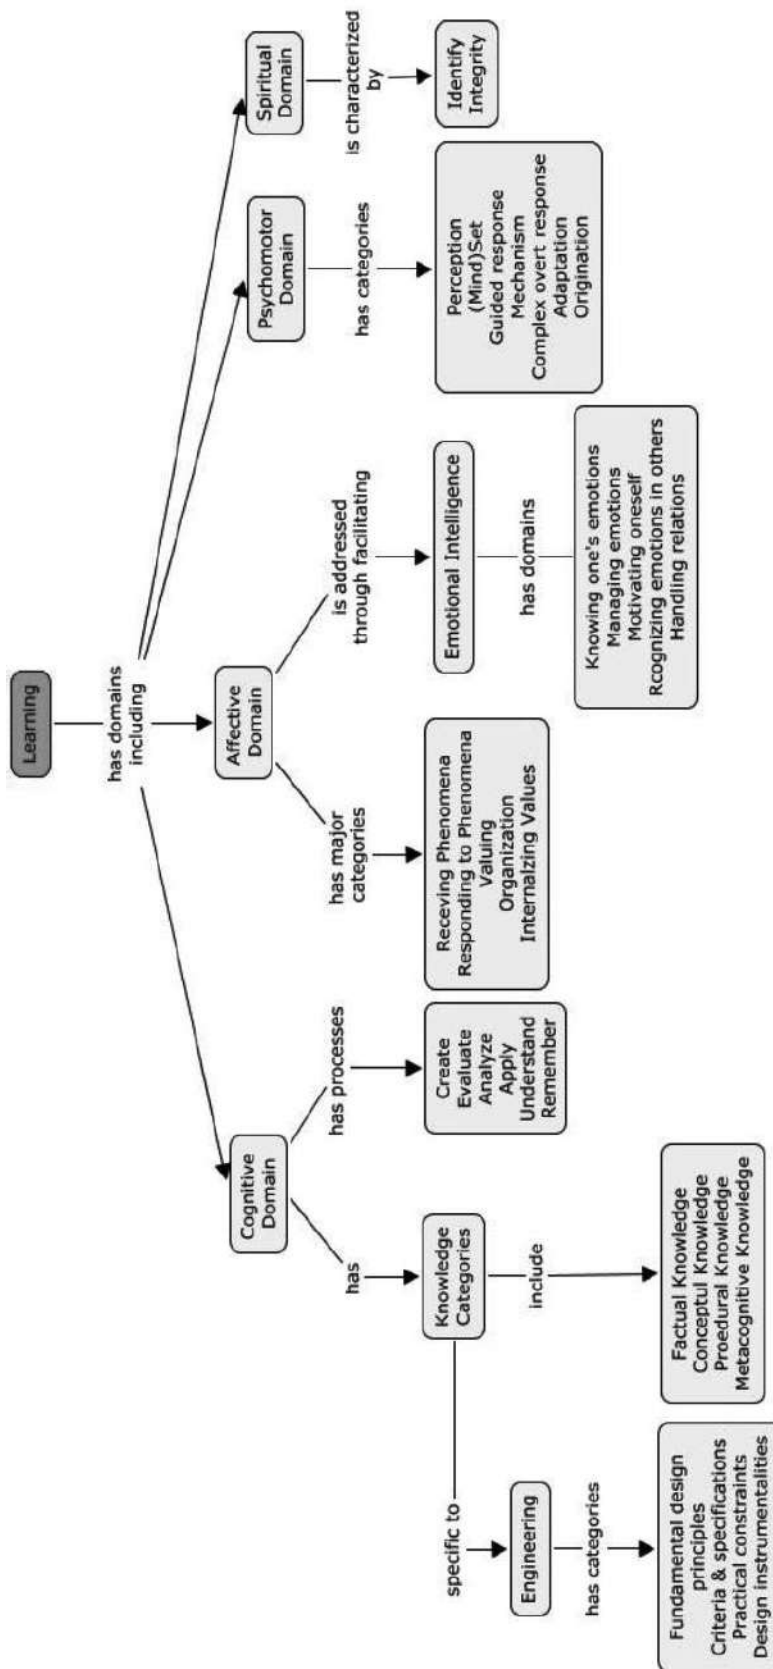 Learning
has domains
including
Cognitive
Domain
Affective
Domain
Psychomotor
Domain
Spiritual
Domain
has
has processes
has major
categories
is addressed
through facilitating
has categories
is characterized
by
Knowledge
Categories
Create
Evaluate
Analyze
Apply
Understand
Remember
Receving Phenomena
Responding to Phenomena
Valuing
Organization
Internalzing Values
Emotional Intelligence
Perception
(Mind)Set
Guided response
Mechanism
Complex overt response
Adaptation
Origination
Identify
Integrity
specific to
include
has domains
Engineering
Knowing one's emotions
Managing emotions
Motivating oneself
Rcognizing emotions in others
Handling relations
has categories
Fundamental design
principles
Criteria & specifications
Practical constraints
Design instrumentalities
Factual Knowledge
Conceptul Knowledge
Proedural Knowledge
Metacognitive Knowledge